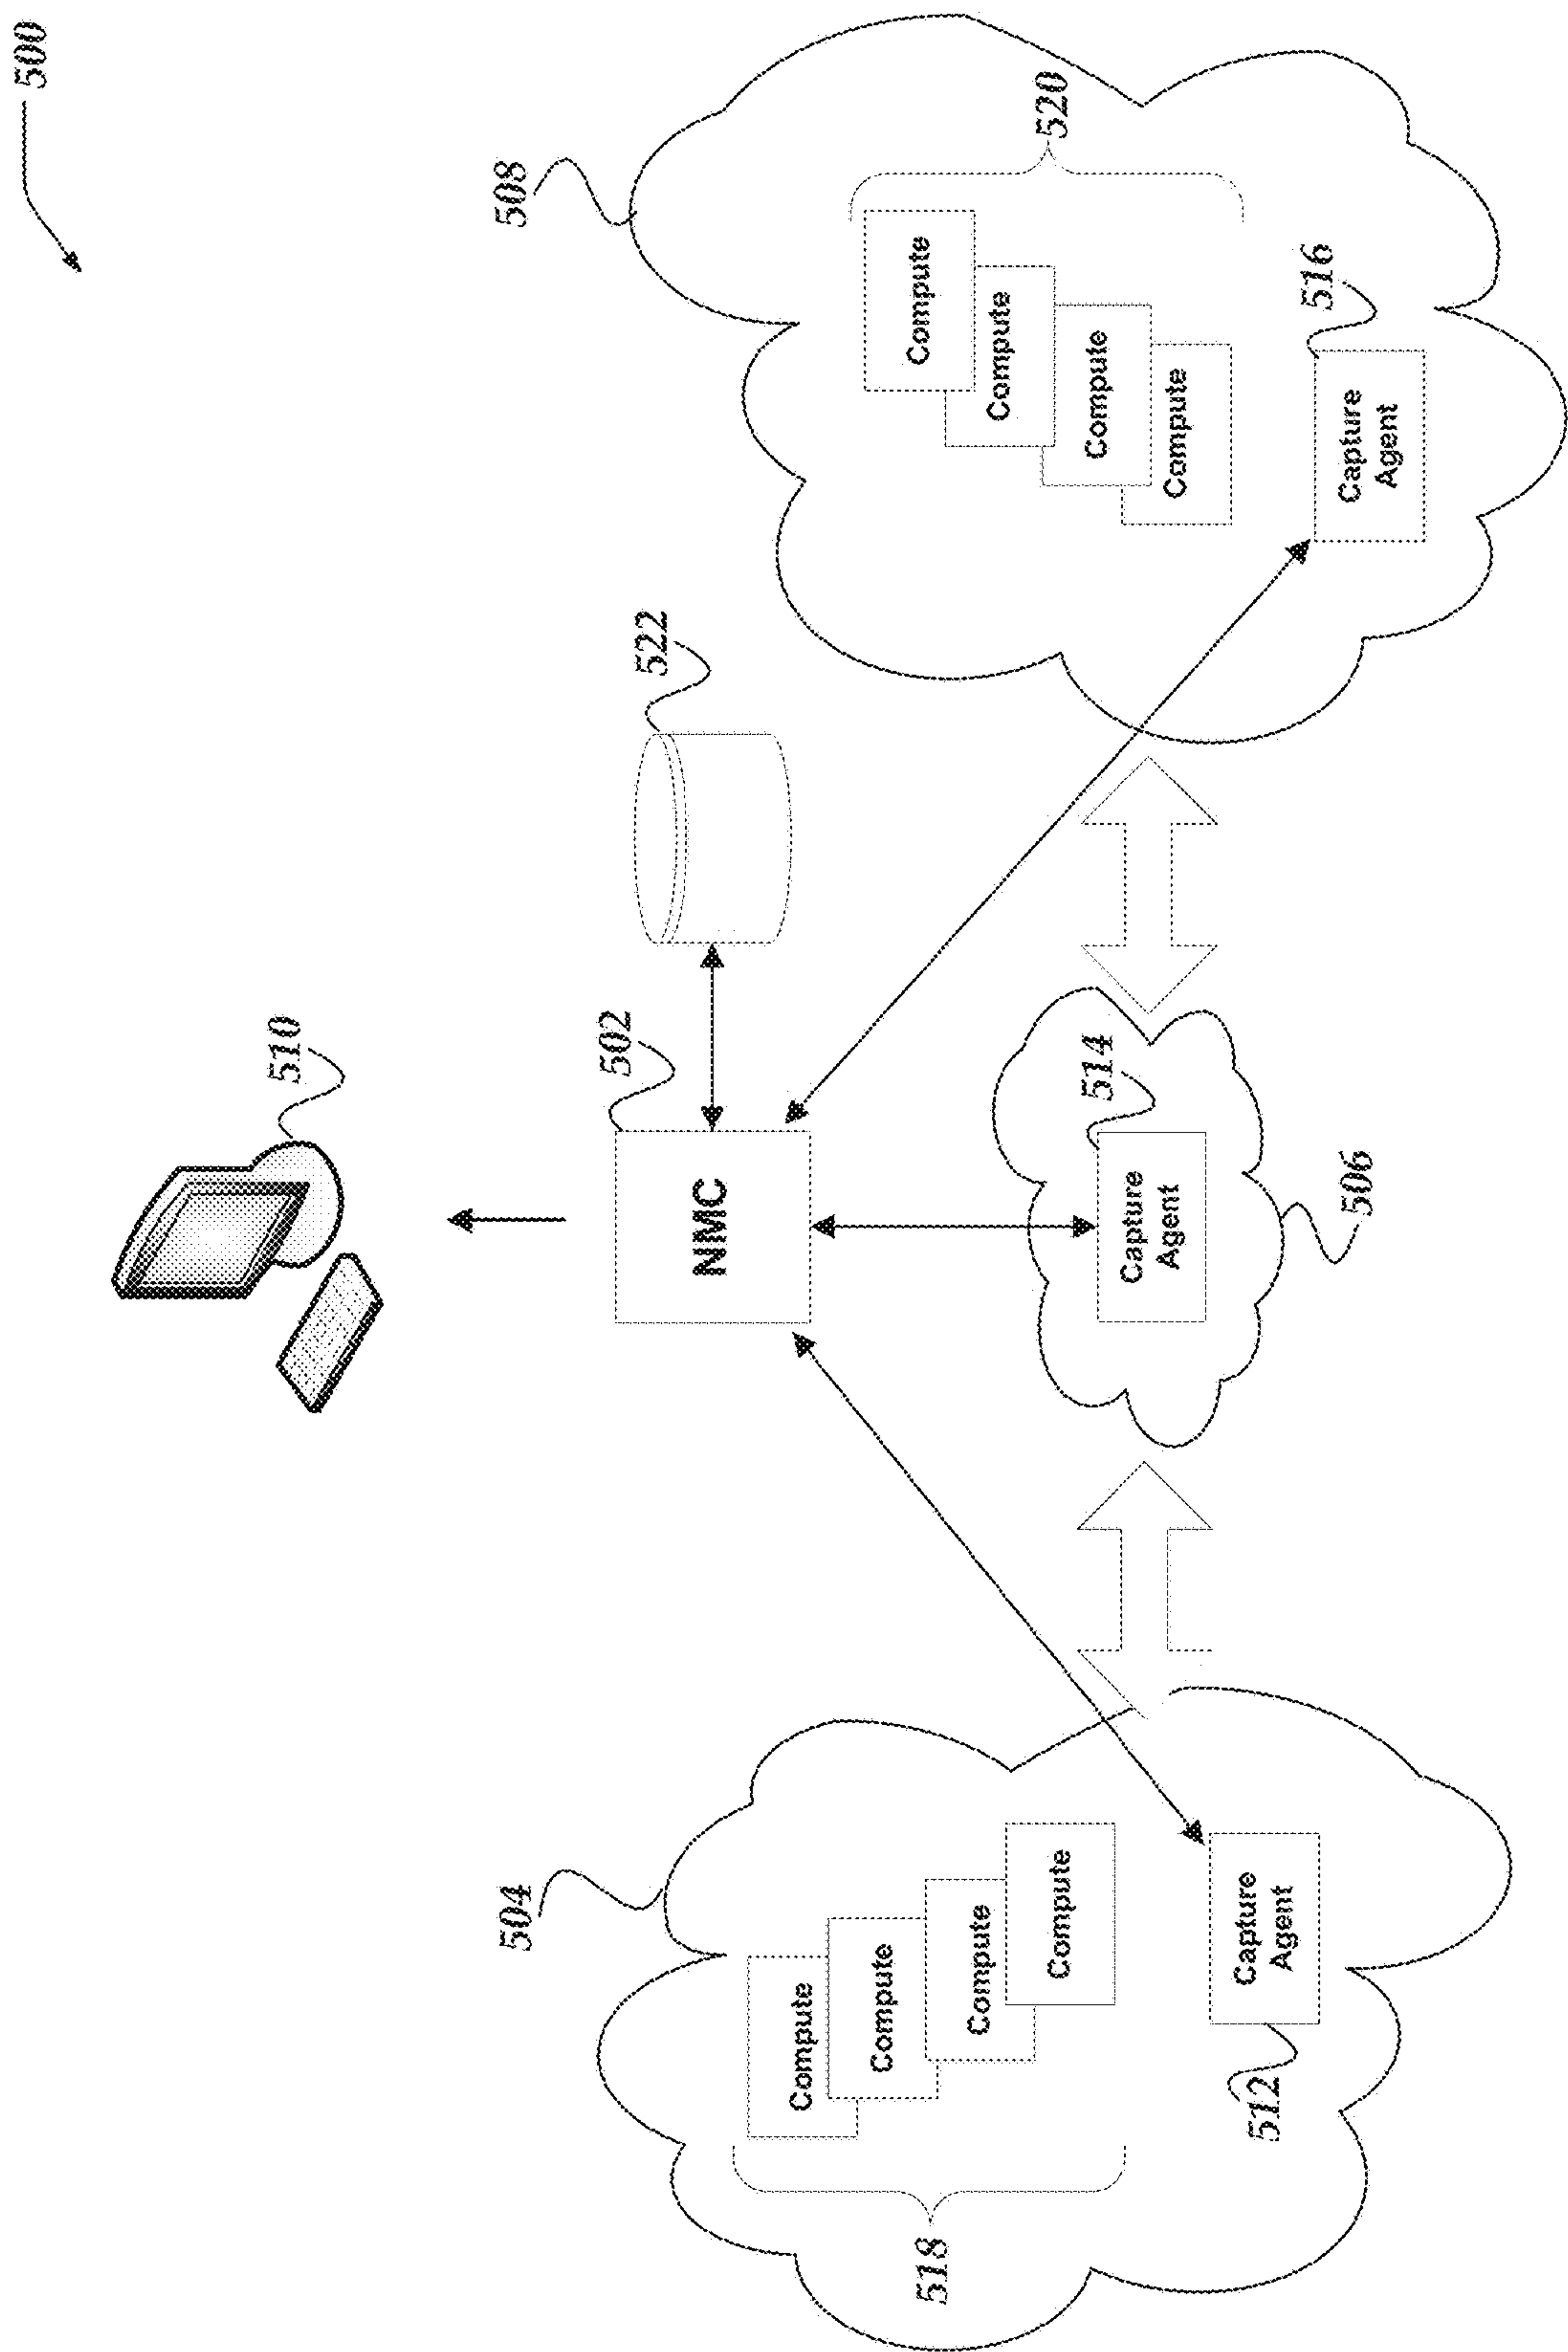 500
510
504
508
502
522
NMC
Compute
Compute
Compute
Compute
518
Compute
Compute
Compute
Compute
520
514
Capture
Agent
506
Capture
Agent
512
516
Capture
Agent